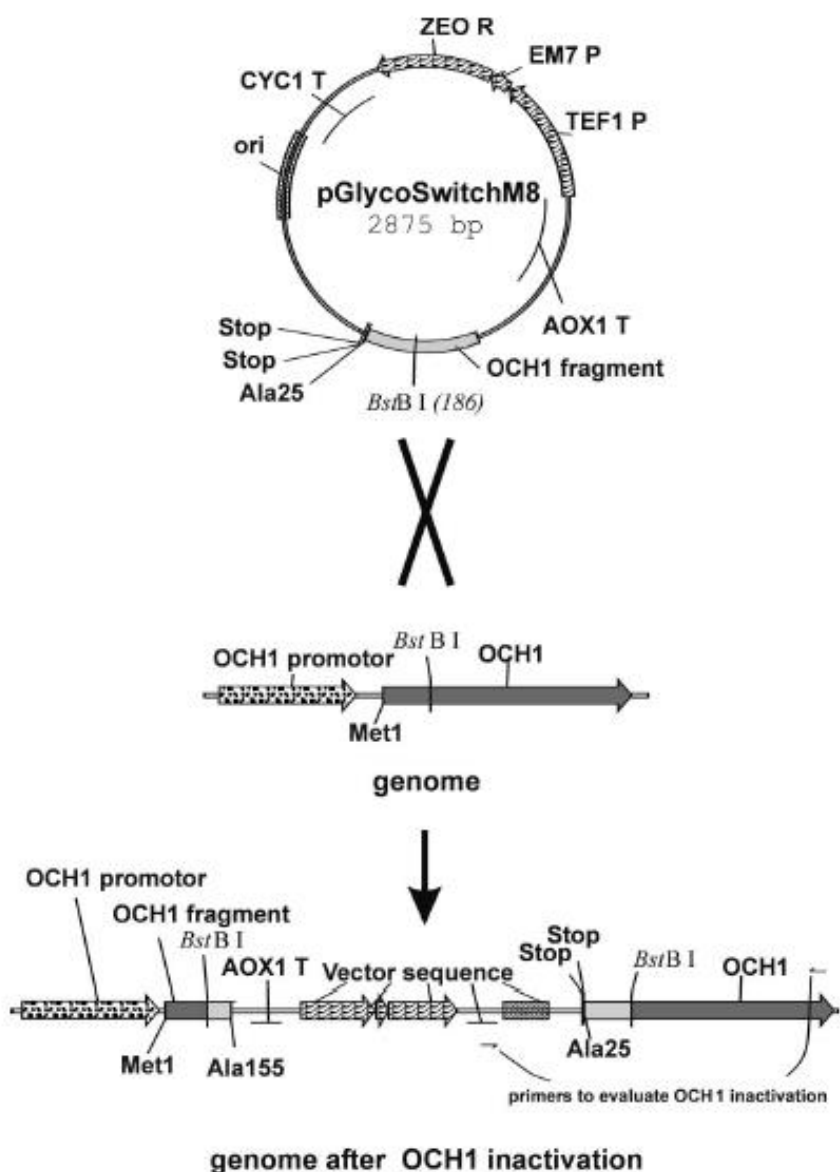 ZEO R
EM7 P
CYC1 T
TEF1 P
ori
pGlycoSwitchM8
2875 bp
AOX1 T
Stop
Stop
OCH1 fragment
Ala25
BstB I (186)
Bst B I
OCH1 promotor
OCH1
Met1
genome
OCH1 promotor
OCH1 fragment
BstB I
AOX1 T
Vector sequence
Stop
Stop
BstB I
OCH1
Met1
Ala155
Ala25
primers to evaluate OCH1 inactivation
genome after OCH1 inactivation